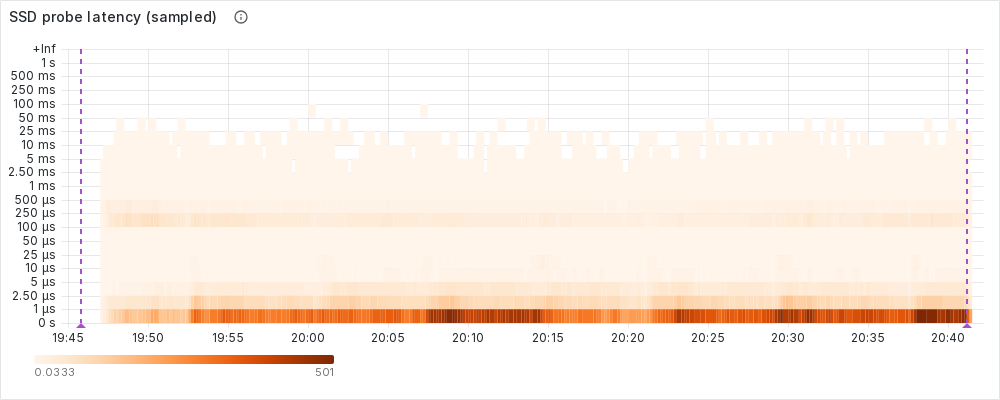 SSD probe latency (sampled)
+Inf
1 s
500 ms
250 ms
100 ms
50 ms
25 ms
10 ms
5 ms
2.50 ms
1 ms
500 µs
250 µs
100 µs
50 µs
25 µs
10 µs
5 µs
2.50 µs
1 µs
0 s
19:45 19:50 19:55 20:00 20:05 20:10 20:15 20:20 20:25 20:30 20:35 20:40
0.0333 501